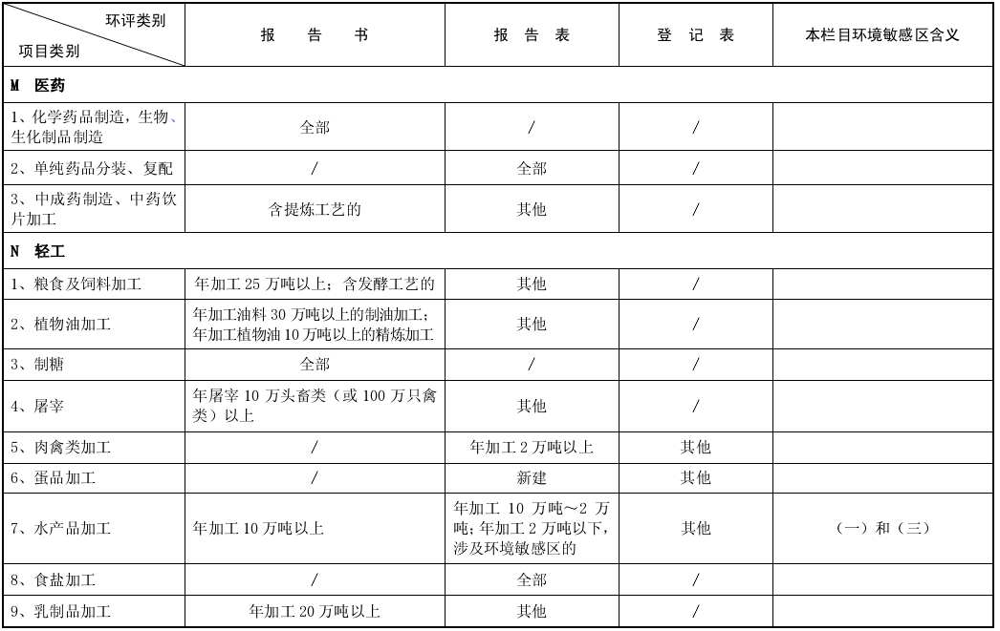 环评类别
项目类别
报 告 书
报 告 表
登 记 表
本栏目环境敏感区含义
M 医药
1、化学药品制造，生物、
生化制品制造
全部
/
/
2、单纯药品分装、复配
/
全部
/
3、中成药制造、中药饮
片加工
含提炼工艺的
其他
/
N 轻工
1、粮食及饲料加工
年加工 25 万吨以上；含发酵工艺的
其他
/
2、植物油加工
年加工油料 30 万吨以上的制油加工；
年加工植物油 10 万吨以上的精炼加工
其他
/
3、制糖
全部
/
/
4、屠宰
年屠宰 10 万头畜类（或 100 万只禽
类）以上
其他
/
5、肉禽类加工
/
年加工 2 万吨以上
其他
6、蛋品加工
/
新建
其他
7、水产品加工
年加工 10 万吨以上
年加工 10 万吨～2 万
吨；年加工 2 万吨以下，
涉及环境敏感区的
其他
（一）和（三）
8、食盐加工
/
全部
/
9、乳制品加工
年加工 20 万吨以上
其他
/